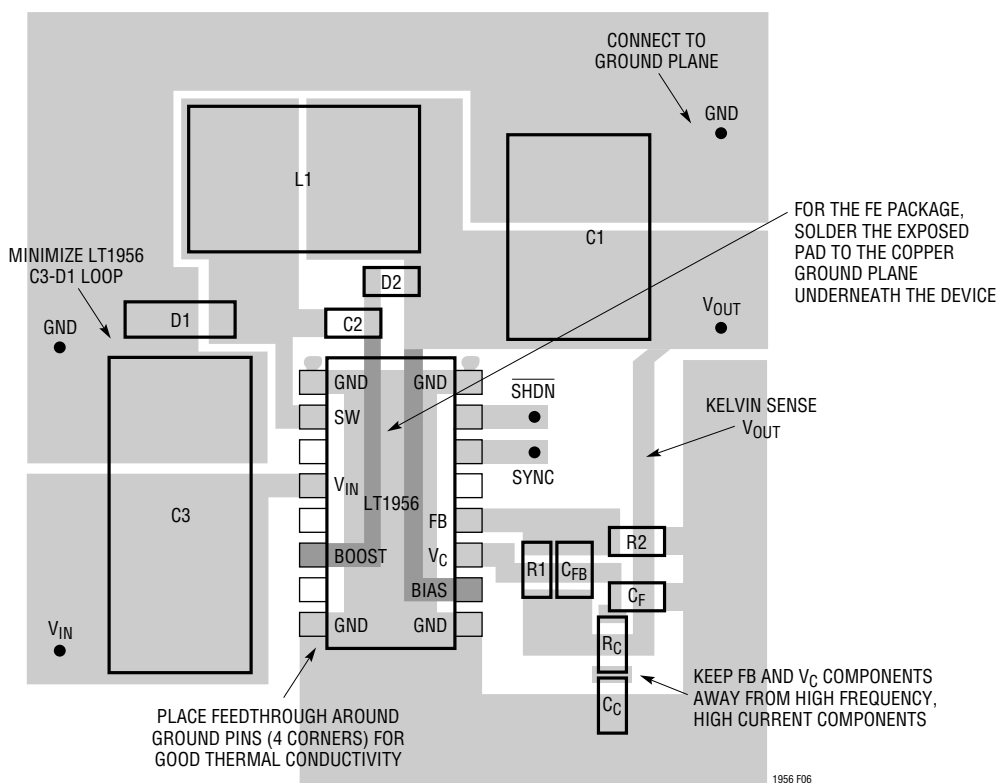 CONNECT TO
GROUND PLANE
GND
L1
C1
FOR THE FE PACKAGE,
SOLDER THE EXPOSED
PAD TO THE COPPER
GROUND PLANE
UNDERNEATH THE DEVICE
MINIMIZE LT1956
C3-D1 LOOP
D2
GND
D1
C2
VOUT
GND
GND
SHDN
SW
KELVIN SENSE
VOUT
SYNC
VIN
LT1956
C3
FB
R2
BOOST
VC
R1
CFB
BIAS
CF
VIN
GND
GND
RC
KEEP FB AND VC COMPONENTS
AWAY FROM HIGH FREQUENCY,
HIGH CURRENT COMPONENTS
CC
PLACE FEEDTHROUGH AROUND
GROUND PINS (4 CORNERS) FOR
GOOD THERMAL CONDUCTIVITY
1956 F06